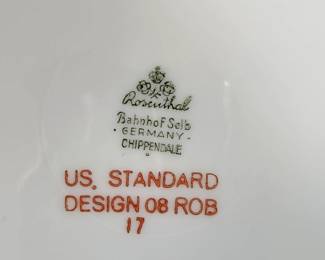 Rosenthal
Bahnhof Selb
· GERMANY ·
CHIPPENDALE
US. STANDARD
DESIGN 08 ROB
17